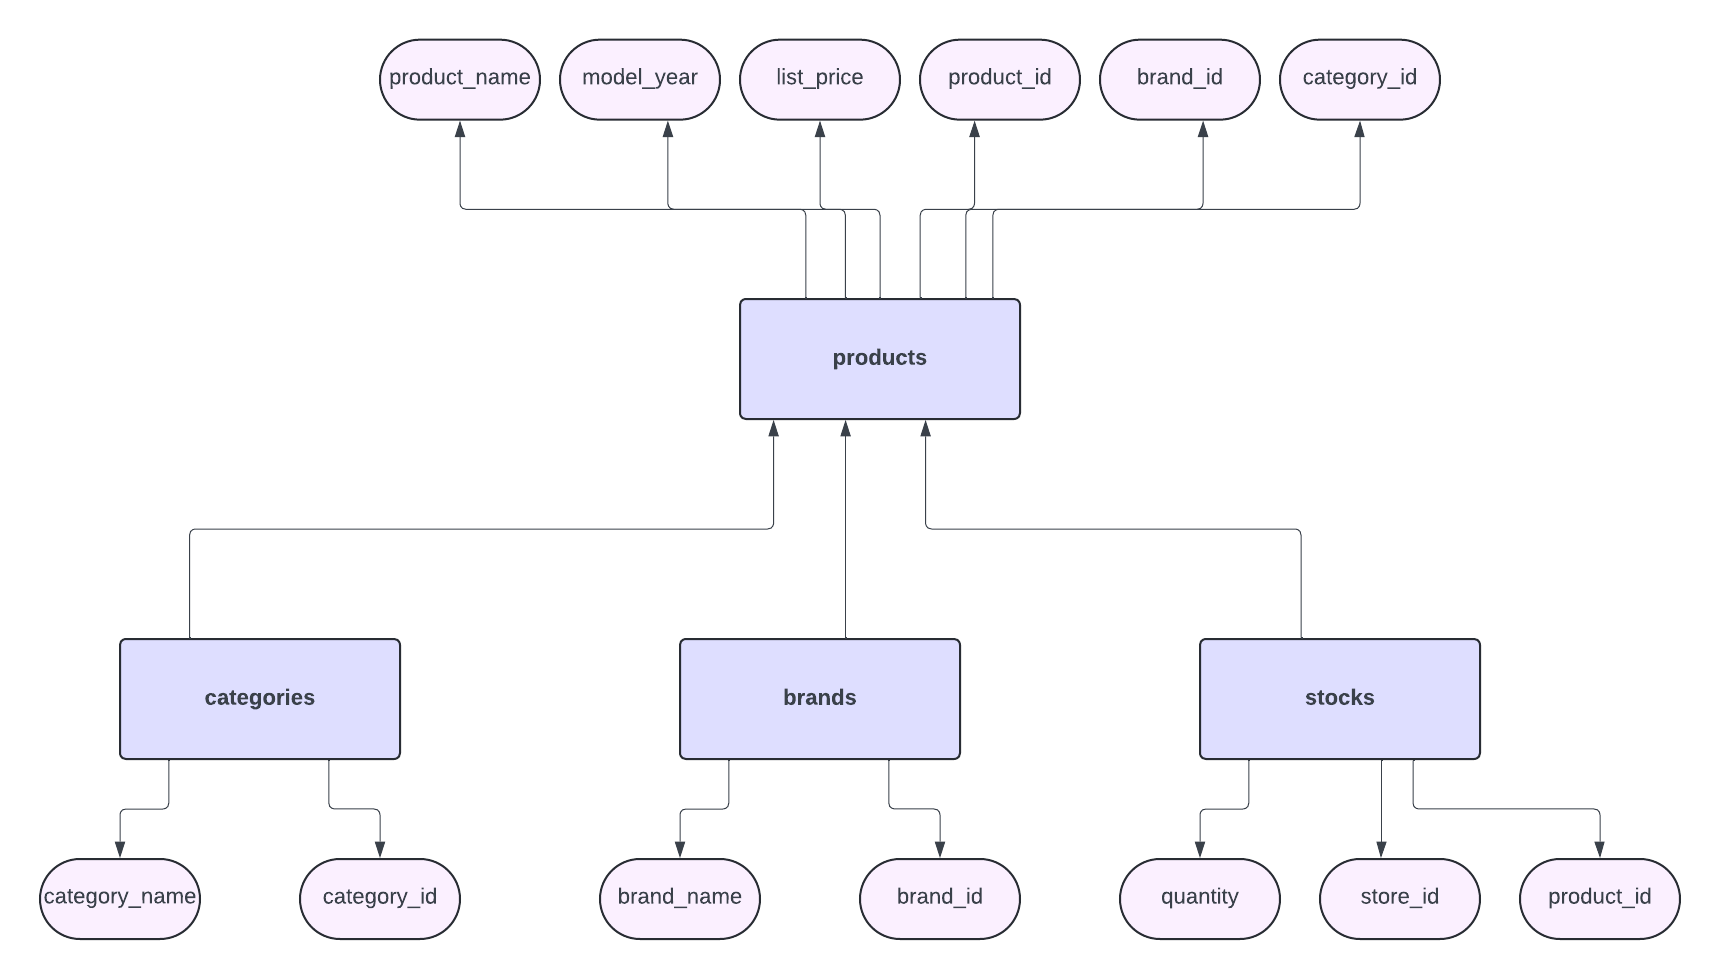 product_name
model_year
list_price
product_id
brand_id
category_id
products
categories
brands
stocks
category_name
category_id
brand_name
brand_id
quantity
store_id
product_id